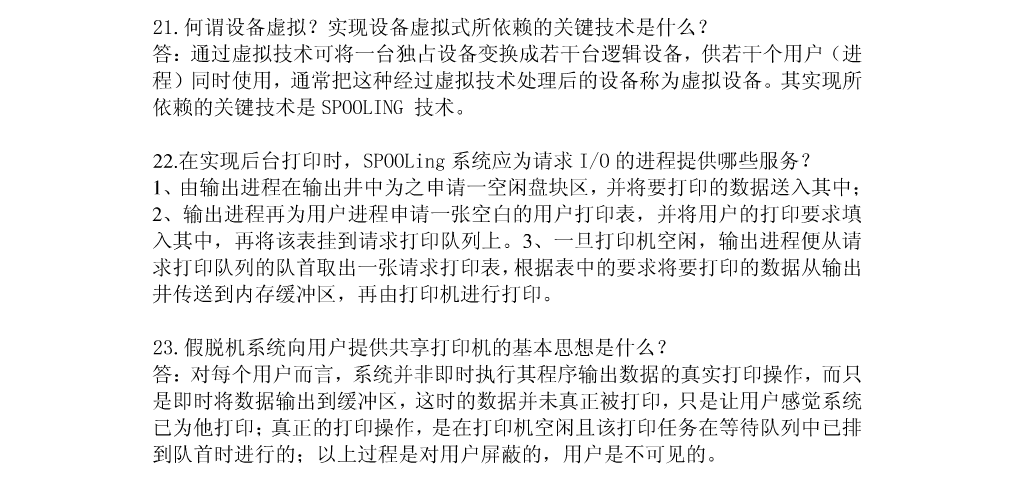 21. 何谓设备虚拟？实现设备虚拟式所依赖的关键技术是什么？
答：通过虚拟技术可将一台独占设备变换成若干台逻辑设备，供若干个用户（进
程）同时使用，通常把这种经过虚拟技术处理后的设备称为虚拟设备。其实现所
依赖的关键技术是 SPOOLING 技术。
22.在实现后台打印时，SPOOLing 系统应为请求 I/O 的进程提供哪些服务？
1、由输出进程在输出井中为之申请一空闲盘块区，并将要打印的数据送入其中；
2、输出进程再为用户进程申请一张空白的用户打印表，并将用户的打印要求填
入其中，再将该表挂到请求打印队列上。3、一旦打印机空闲，输出进程便从请
求打印队列的队首取出一张请求打印表，根据表中的要求将要打印的数据从输出
井传送到内存缓冲区，再由打印机进行打印。
23. 假脱机系统向用户提供共享打印机的基本思想是什么？
答：对每个用户而言，系统并非即时执行其程序输出数据的真实打印操作，而只
是即时将数据输出到缓冲区，这时的数据并未真正被打印，只是让用户感觉系统
已为他打印；真正的打印操作，是在打印机空闲且该打印任务在等待队列中已排
到队首时进行的；以上过程是对用户屏蔽的，用户是不可见的。